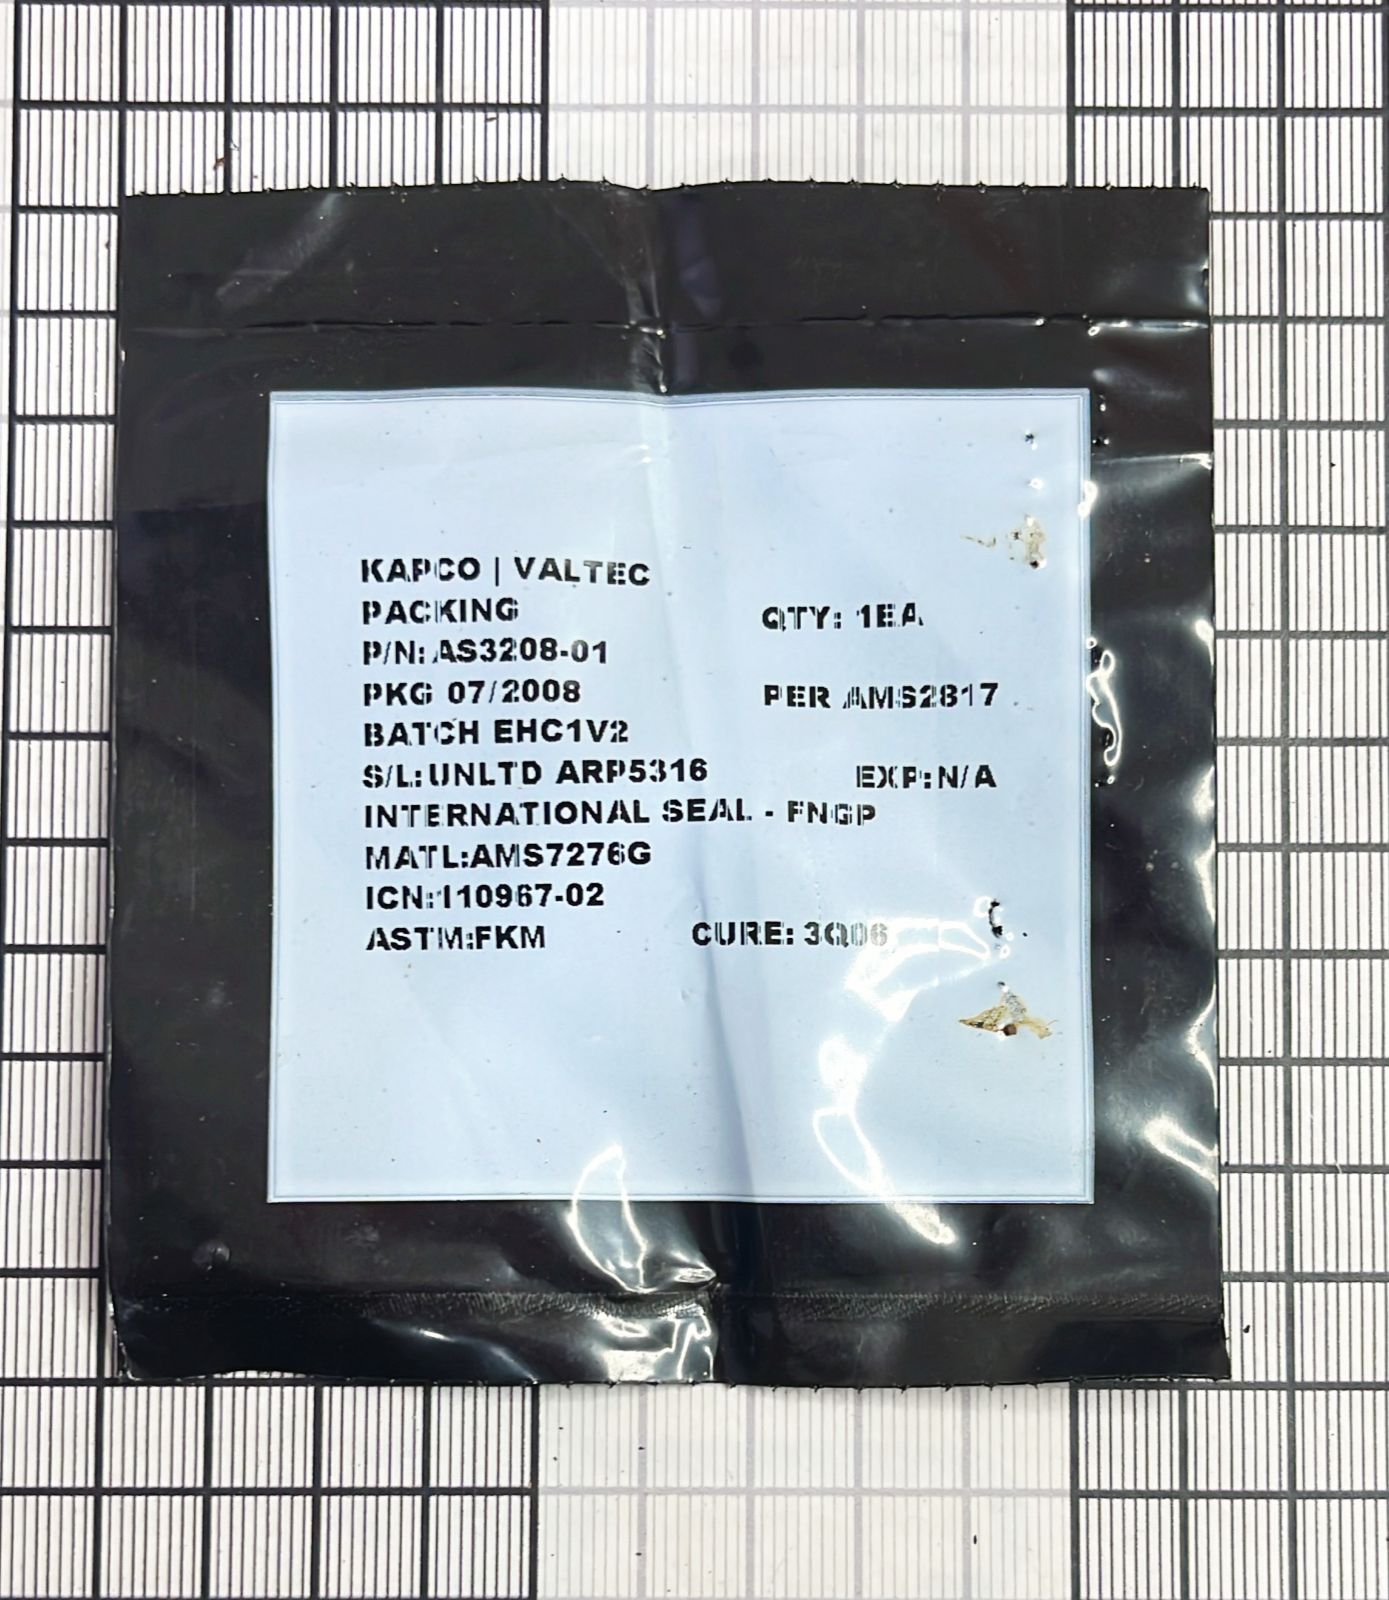 KAPCO | VALTEC
PACKING QTY: 1EA
P/N: AS3208-01
PKG 07/2008 PER AMS2817
BATCH EHC1V2
S/L: UNLTD ARP5316 EXP: N/A
INTERNATIONAL SEAL - FNGP
MATL:AMS7276G
ICN:110967-02
ASTM:FKM CURE: 3Q06